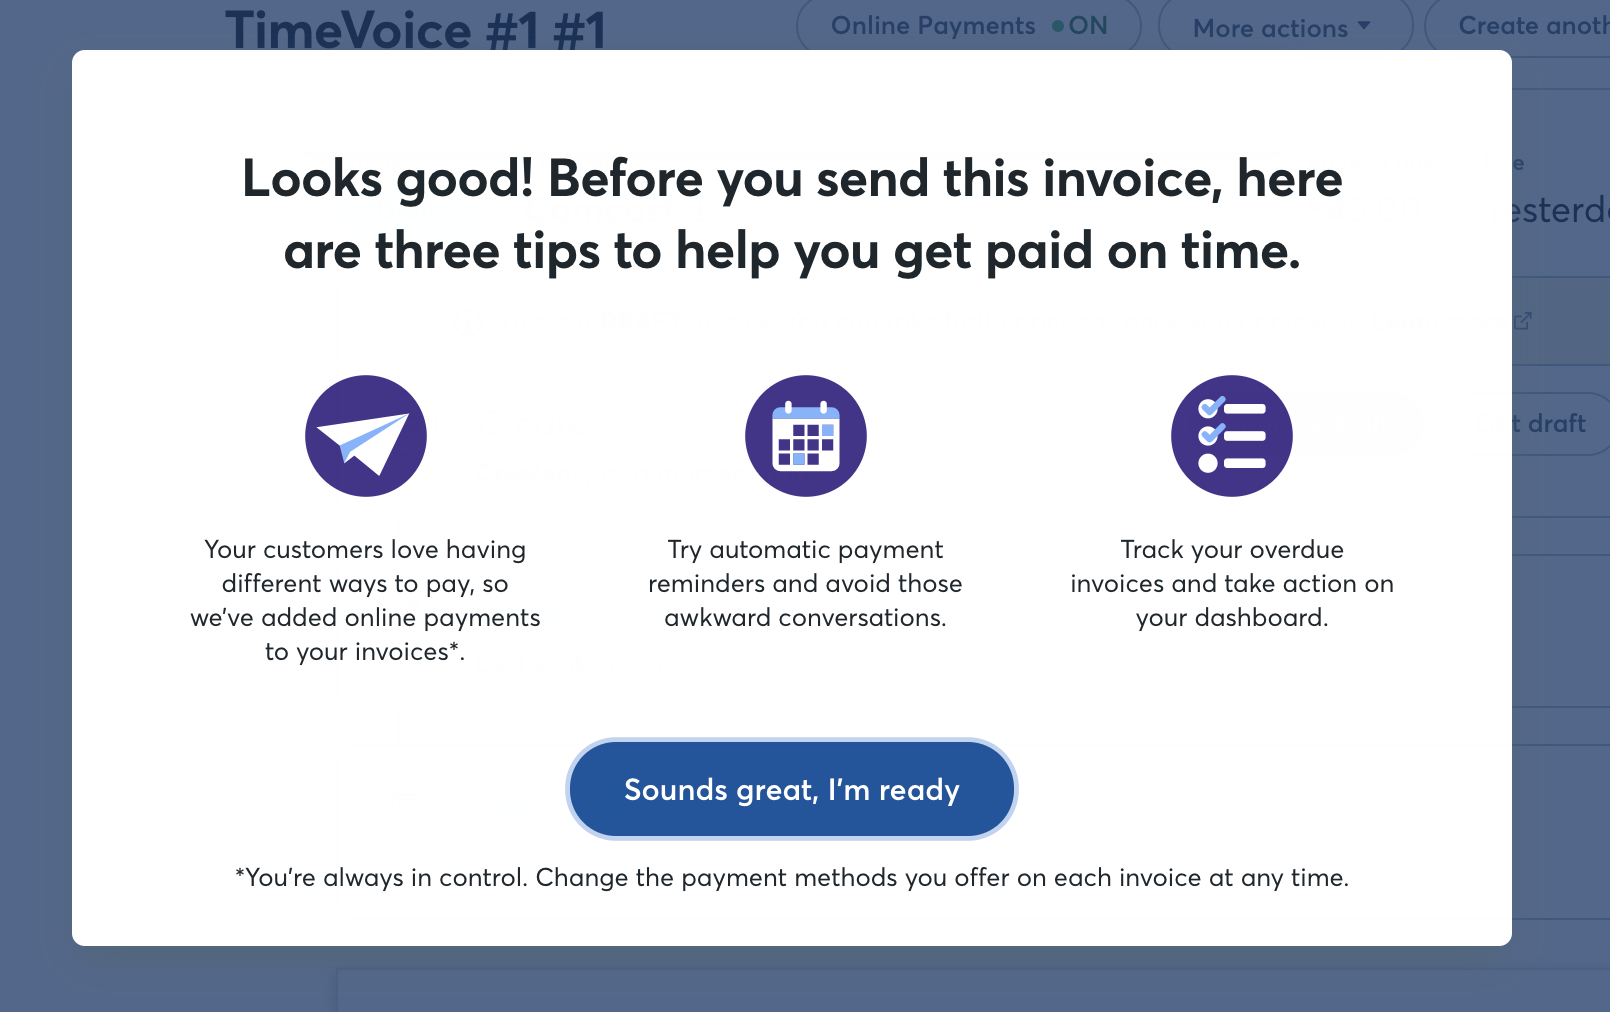 TimeVoice #1 #1
Online Payments ON
More actions
Looks good! Before you send this invoice, here
are three tips to help you get paid on time.
Your customers love having
different ways to pay, so
we've added online payments
to your invoices*.
Try automatic payment
reminders and avoid those
awkward conversations.
Track your overdue
invoices and take action on
your dashboard.
draft
Sounds great, I'm ready
*You're always in control. Change the payment methods you offer on each invoice at any time.